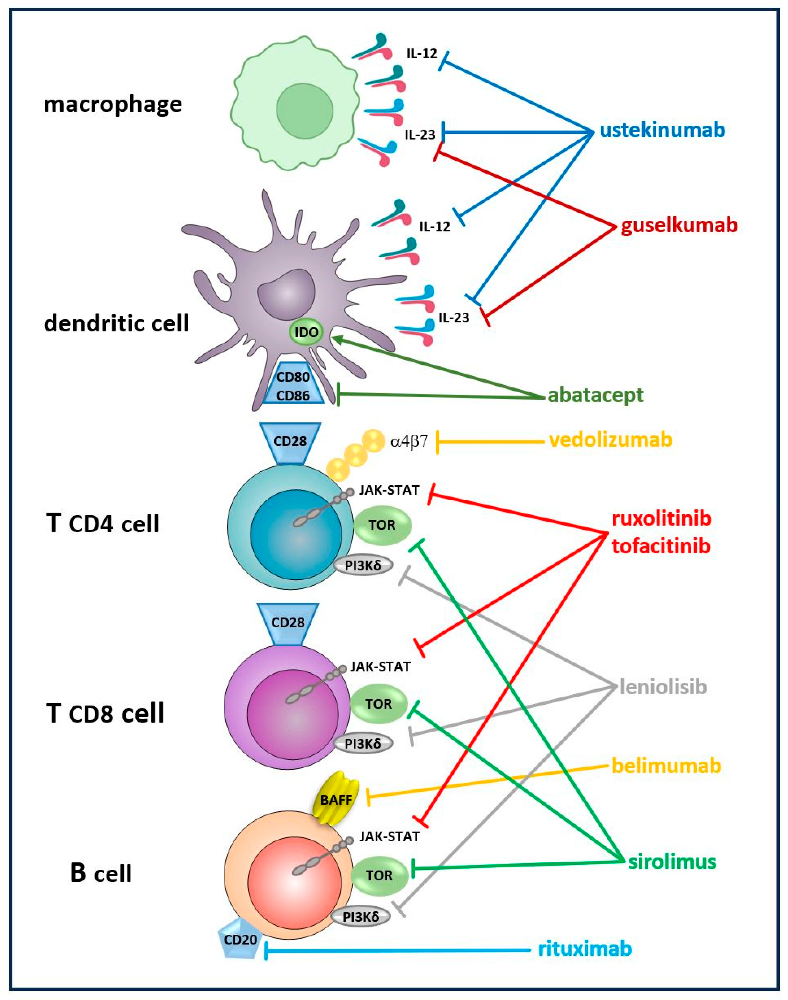 IL-12
macrophage
IL-23
ustekinumab
IL-12
guselkumab
IL-23
dendritic cell
IDO
CD80
CD86
abatacept
CD28
α4β7
vedolizumab
JAK-STAT
T CD4 cell
TOR
ruxolitinib
tofacitinib
PI3Kδ
CD28
JAK-STAT
leniolisib
T CD8 cell
TOR
PI3Kδ
belimumab
BAFF
JAK-STAT
B cell
TOR
sirolimus
PI3Kδ
CD20
rituximab